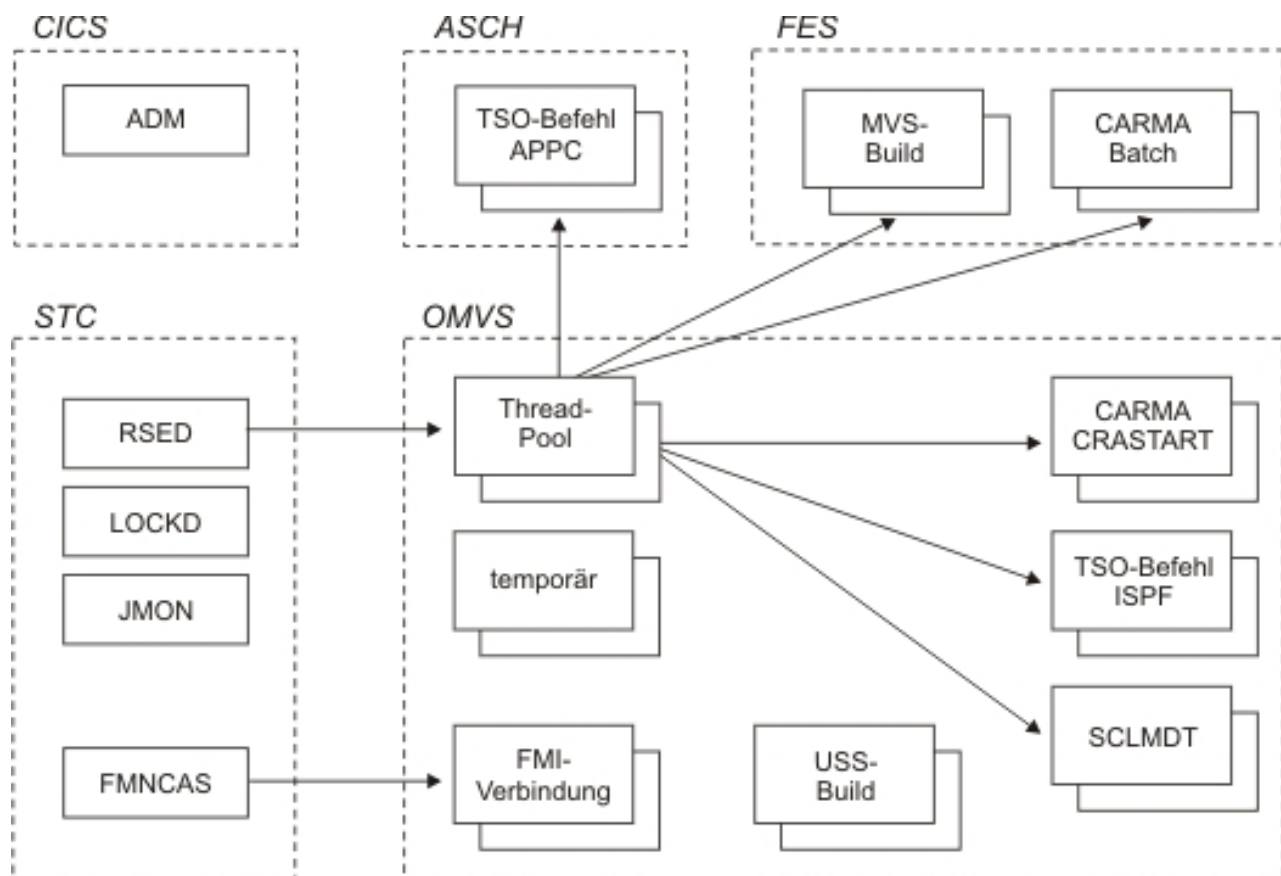 CICS
ADM
ASCH
TSO-Befehl
APPC
FES
MVS-
Build
CARMA
Batch
STC
RSED
LOCKD
JMON
FMNCAS
OMVS
Thread-
Pool
temporär
FMI-
Verbindung
USS-
Build
CARMA
CRASTART
TSO-Befehl
ISPF
SCLMDT